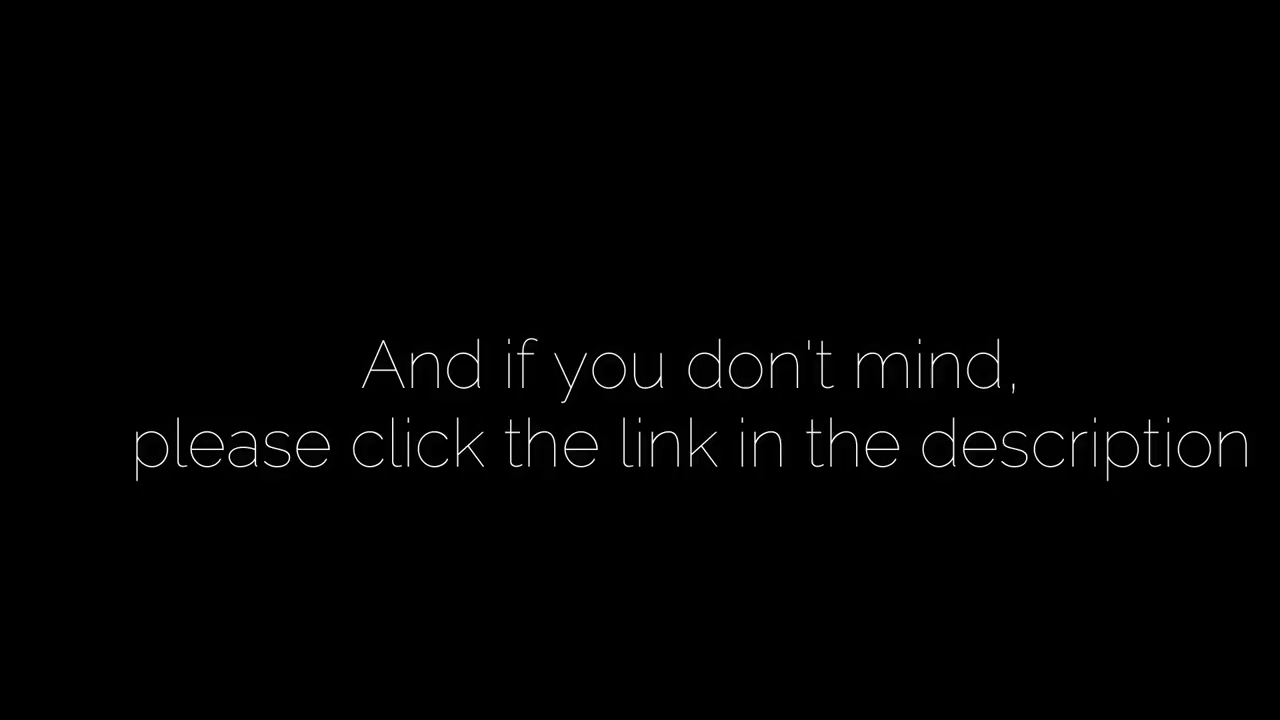 And if you don't mind,
please click the link in the description